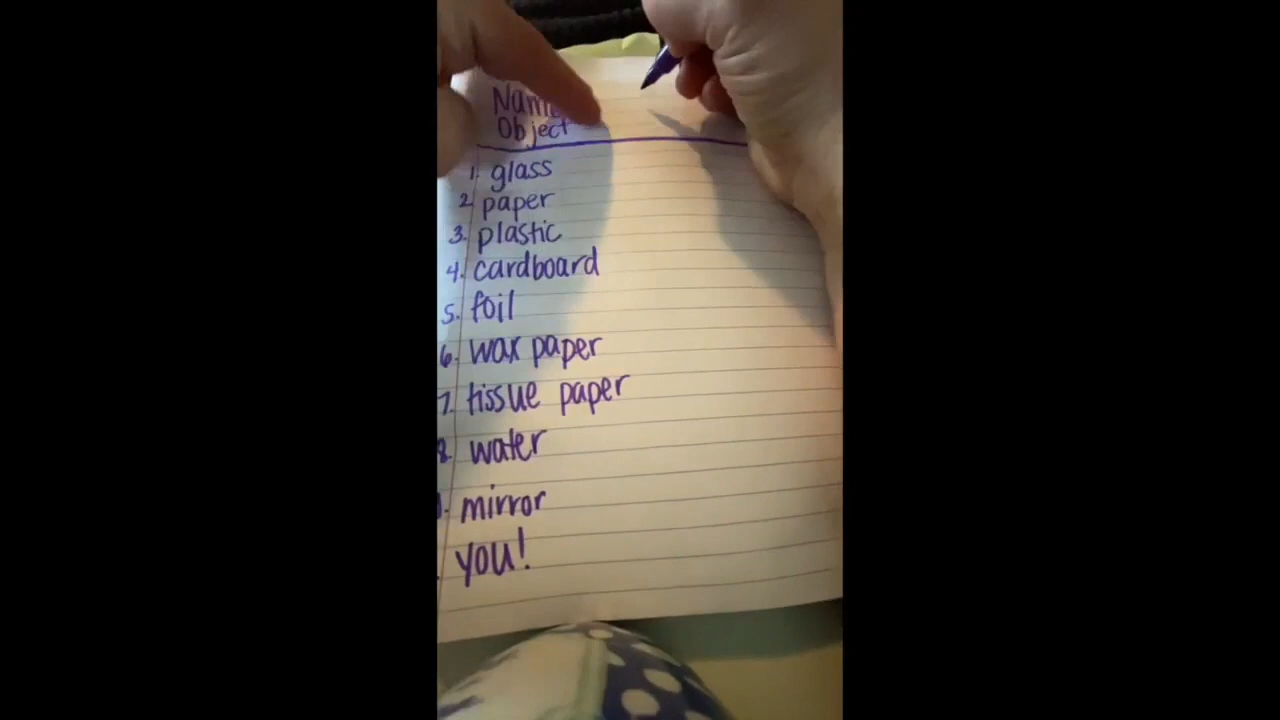 Object
1. glass
2. paper
3. plastic
4. cardboard
5. foil
6. wax paper
7. tissue paper
8. water
. mirror
. you!